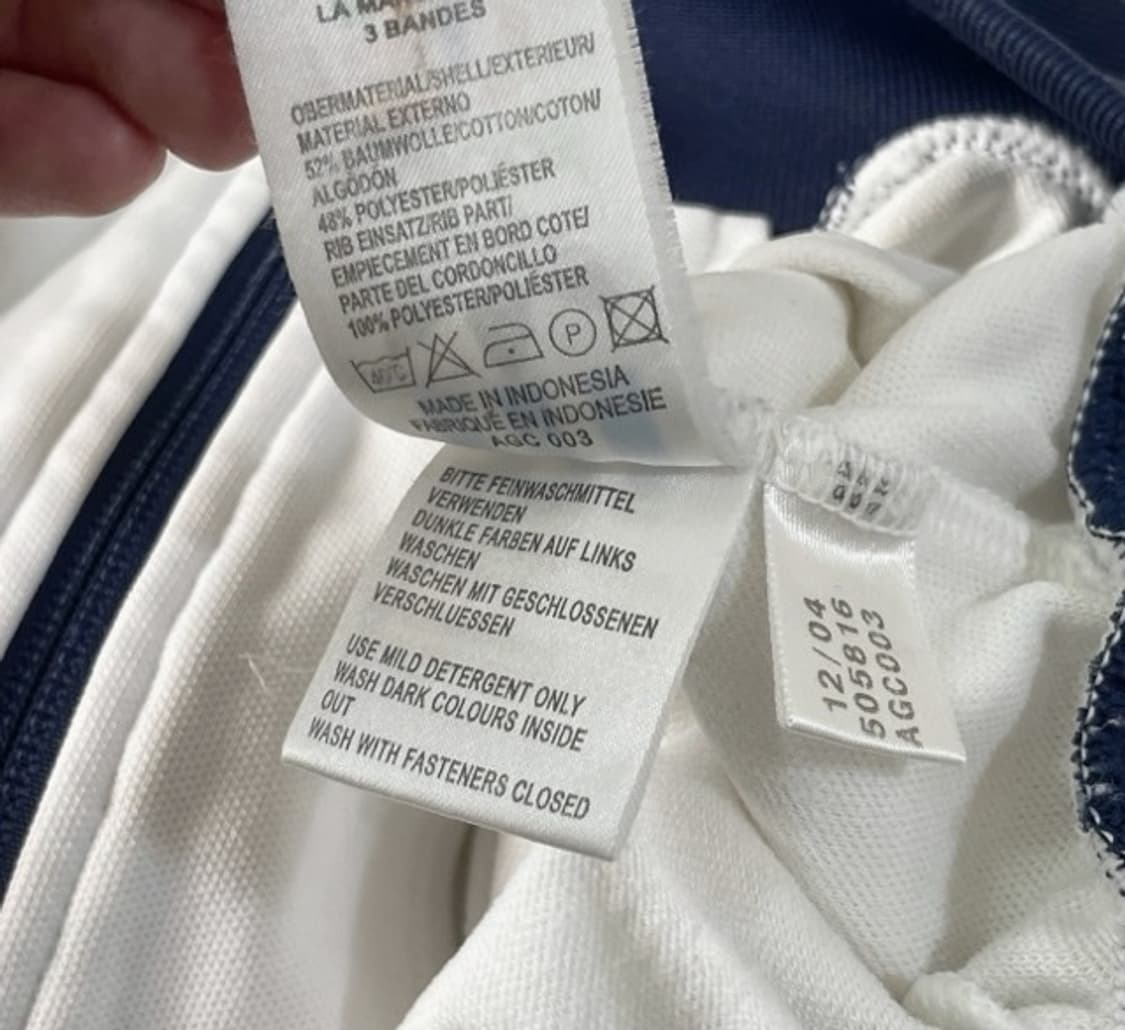 LA
3 BANDES
OBERMATERIAL/SHELL/EXTERIEUR/
MATERIAL EXTERNO
52% BAUMWOLLE/COTTON/COTON/
ALGODÓN
48% POLYESTER/POLIÉSTER
RIB EINSATZ/RIB PART/
EMPIECEMENT EN BORD COTE/
PARTE DEL CORDONCILLO
100% POLYESTER/POLIÉSTER
40°C P
MADE IN INDONESIA
FABRIQUÉ EN INDONESIE
AGC 003
BITTE FEINWASCHMITTEL
VERWENDEN
DUNKLE FARBEN AUF LINKS
WASCHEN
WASCHEN MIT GESCHLOSSENEN
VERSCHLUESSEN
USE MILD DETERGENT ONLY
WASH DARK COLOURS INSIDE
OUT
WASH WITH FASTENERS CLOSED
12/04
505816
AGC003